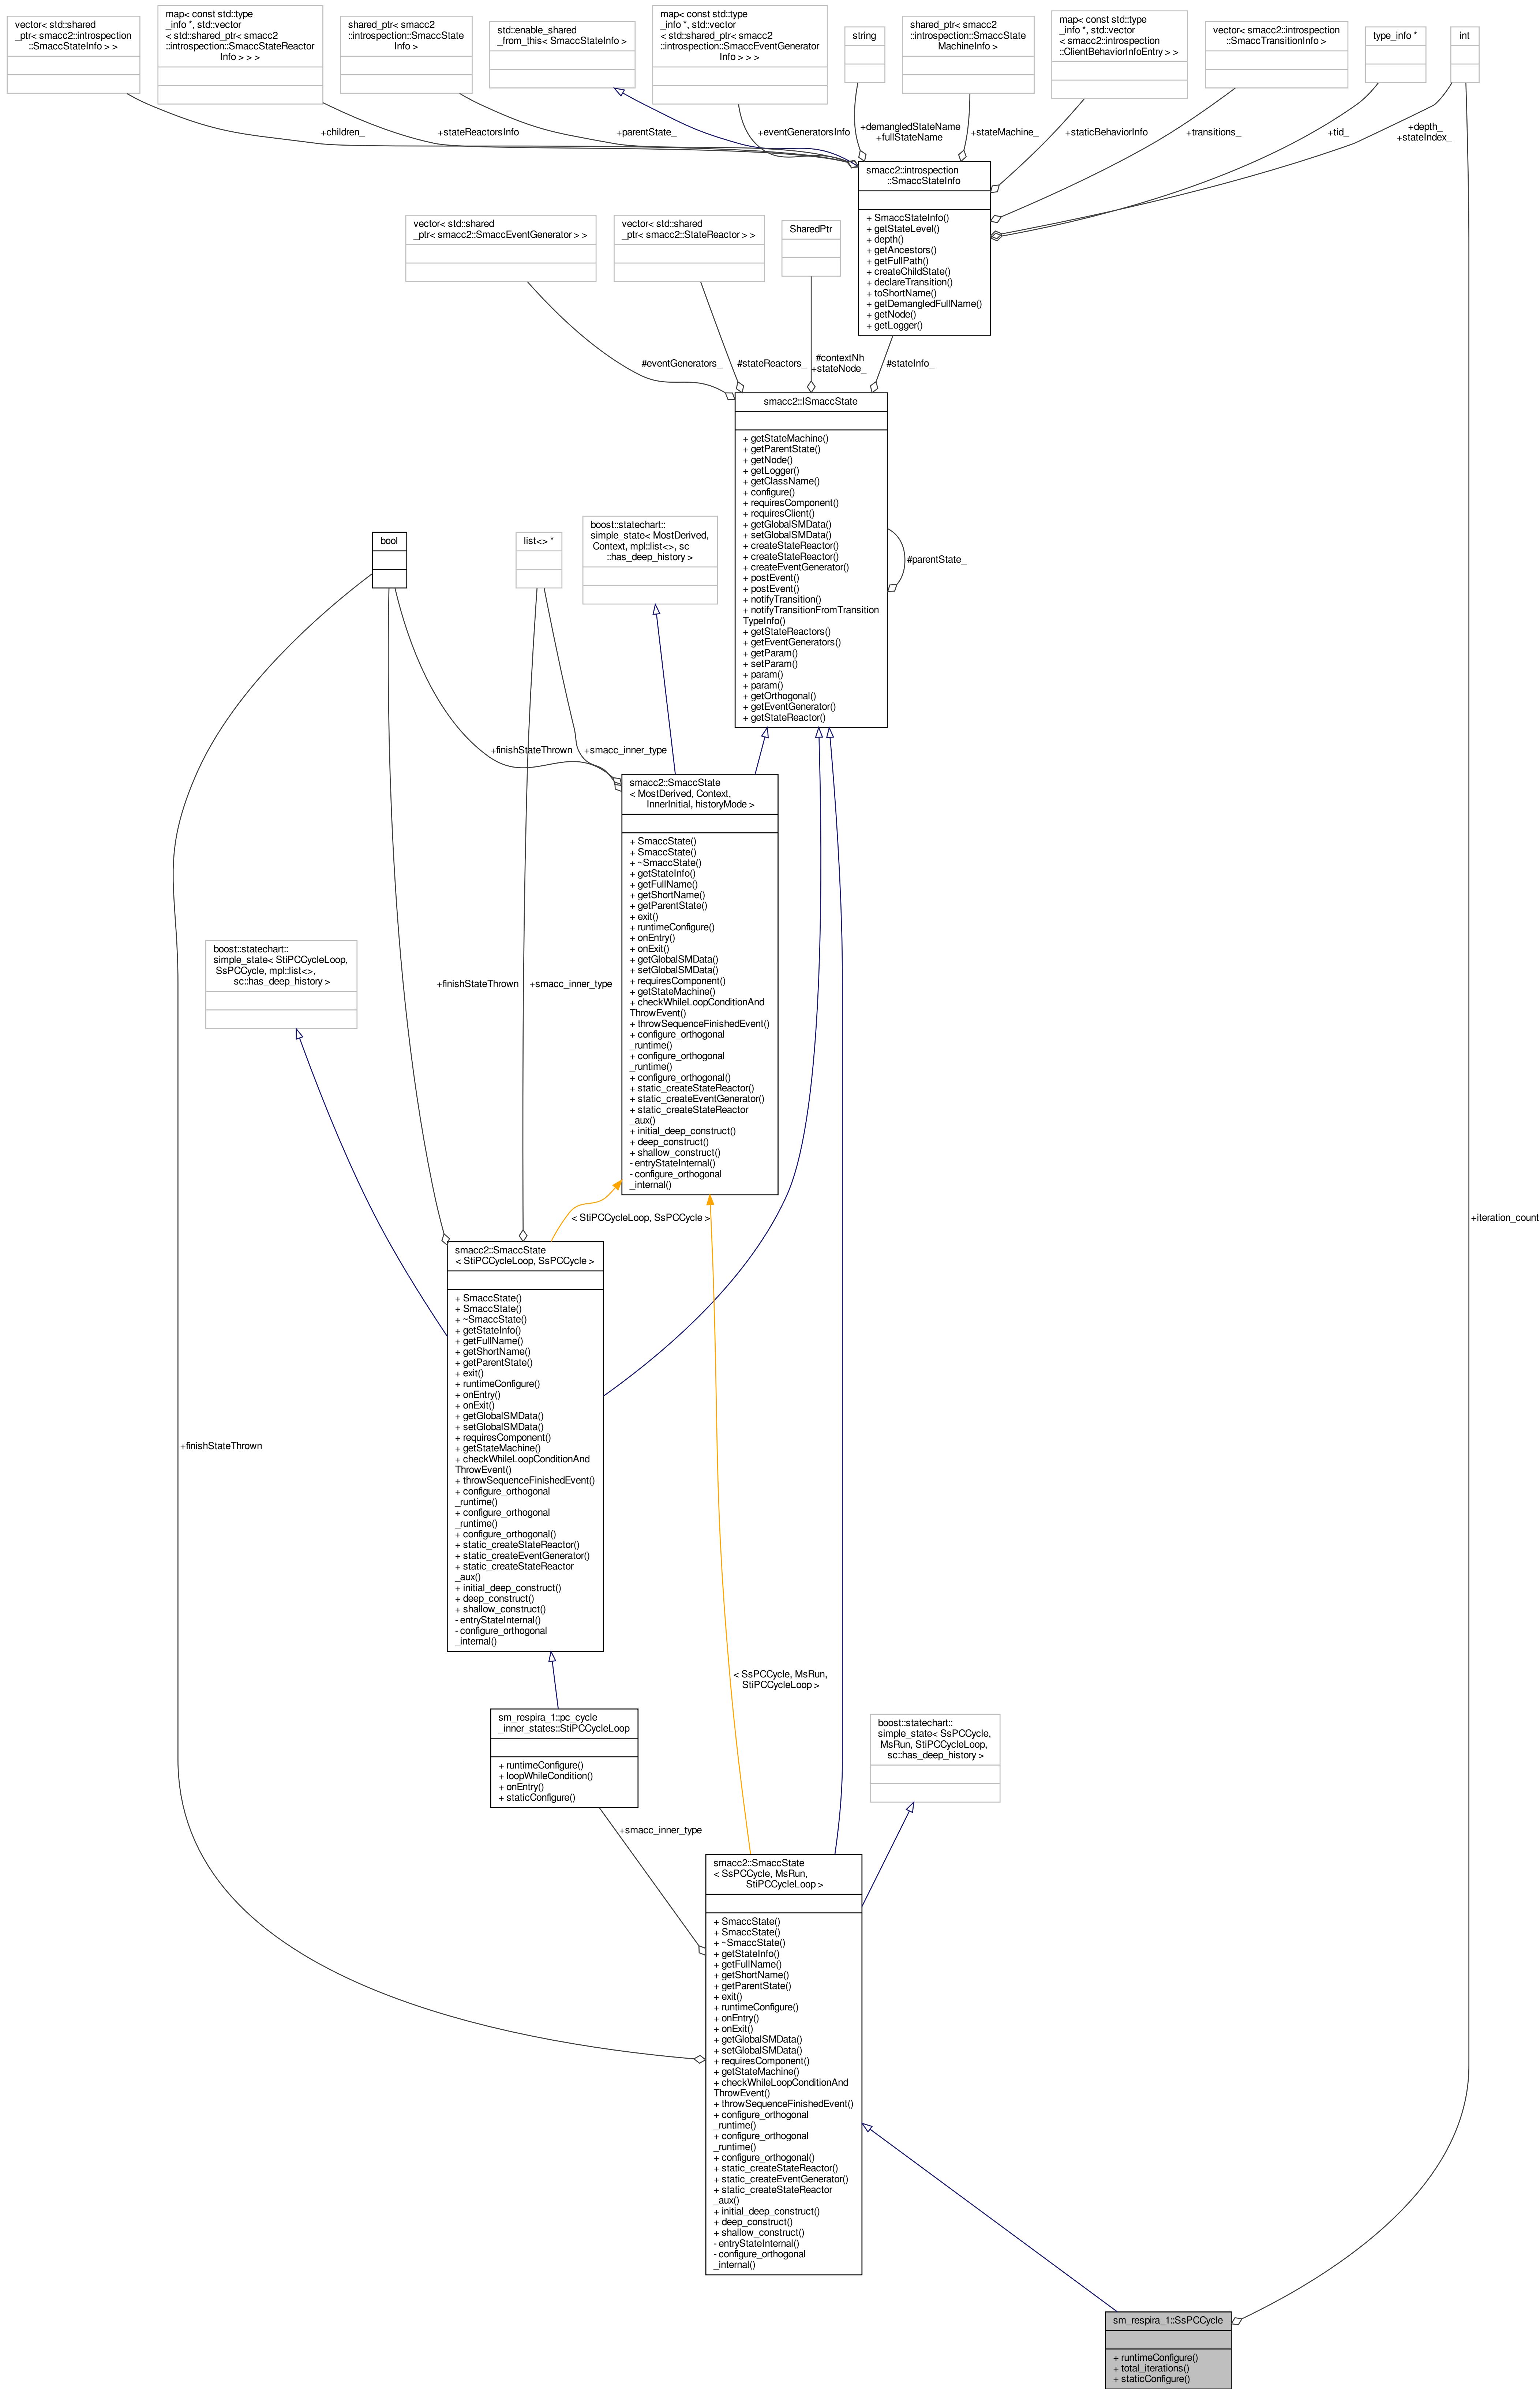 vector< std::shared
_ptr< smacc2::introspection
::SmaccStateInfo > >
map< const std::type
_info *, std::vector
< std::shared_ptr< smacc2
::introspection::SmaccStateReactor
Info > > >
shared_ptr< smacc2
::introspection::SmaccState
Info >
std::enable_shared
_from_this< SmaccStateInfo >
map< const std::type
_info *, std::vector
< std::shared_ptr< smacc2
::introspection::SmaccEventGenerator
Info > > >
string
shared_ptr< smacc2
::introspection::SmaccState
MachineInfo >
map< const std::type
_info *, std::vector
< smacc2::introspection
::ClientBehaviorInfoEntry > >
vector< smacc2::introspection
::SmaccTransitionInfo >
type_info *
int
+children_
+stateReactorsInfo
+parentState_
+eventGeneratorsInfo
+demangledStateName
+fullStateName
+stateMachine_
+staticBehaviorInfo
+transitions_
+tid_
+depth_
+stateIndex_
smacc2::introspection
::SmaccStateInfo
+ SmaccStateInfo()
+ getStateLevel()
+ depth()
+ getAncestors()
+ getFullPath()
+ createChildState()
+ declareTransition()
+ toShortName()
+ getDemangledFullName()
+ getNode()
+ getLogger()
vector< std::shared
_ptr< smacc2::SmaccEventGenerator > >
vector< std::shared
_ptr< smacc2::StateReactor > >
SharedPtr
#eventGenerators_
#stateReactors_
#contextNh
+stateNode_
#stateInfo_
smacc2::ISmaccState
+ getStateMachine()
+ getParentState()
+ getNode()
+ getLogger()
+ getClassName()
+ configure()
+ requiresComponent()
+ requiresClient()
+ getGlobalSMData()
+ setGlobalSMData()
+ createStateReactor()
+ createStateReactor()
+ createEventGenerator()
+ postEvent()
+ postEvent()
+ notifyTransition()
+ notifyTransitionFromTransition
TypeInfo()
+ getStateReactors()
+ getEventGenerators()
+ getParam()
+ setParam()
+ param()
+ param()
+ getOrthogonal()
+ getEventGenerator()
+ getStateReactor()
#parentState_
bool
list<> *
boost::statechart::
simple_state< MostDerived,
Context, mpl::list<>, sc
::has_deep_history >
+finishStateThrown
+smacc_inner_type
smacc2::SmaccState
< MostDerived, Context,
InnerInitial, historyMode >
+ SmaccState()
+ SmaccState()
+ ~SmaccState()
+ getStateInfo()
+ getFullName()
+ getShortName()
+ getParentState()
+ exit()
+ runtimeConfigure()
+ onEntry()
+ onExit()
+ getGlobalSMData()
+ setGlobalSMData()
+ requiresComponent()
+ getStateMachine()
+ checkWhileLoopConditionAnd
ThrowEvent()
+ throwSequenceFinishedEvent()
+ configure_orthogonal
_runtime()
+ configure_orthogonal
_runtime()
+ configure_orthogonal()
+ static_createStateReactor()
+ static_createEventGenerator()
+ static_createStateReactor
_aux()
+ initial_deep_construct()
+ deep_construct()
+ shallow_construct()
- entryStateInternal()
- configure_orthogonal
_internal()
boost::statechart::
simple_state< StiPCCycleLoop,
SsPCCycle, mpl::list<>,
sc::has_deep_history >
+finishStateThrown
+smacc_inner_type
< StiPCCycleLoop, SsPCCycle >
+iteration_count
smacc2::SmaccState
< StiPCCycleLoop, SsPCCycle >
+ SmaccState()
+ SmaccState()
+ ~SmaccState()
+ getStateInfo()
+ getFullName()
+ getShortName()
+ getParentState()
+ exit()
+ runtimeConfigure()
+ onEntry()
+ onExit()
+ getGlobalSMData()
+ setGlobalSMData()
+ requiresComponent()
+ getStateMachine()
+ checkWhileLoopConditionAnd
ThrowEvent()
+ throwSequenceFinishedEvent()
+ configure_orthogonal
_runtime()
+ configure_orthogonal
_runtime()
+ configure_orthogonal()
+ static_createStateReactor()
+ static_createEventGenerator()
+ static_createStateReactor
_aux()
+ initial_deep_construct()
+ deep_construct()
+ shallow_construct()
- entryStateInternal()
- configure_orthogonal
_internal()
+finishStateThrown
< SsPCCycle, MsRun,
StiPCCycleLoop >
sm_respira_1::pc_cycle
_inner_states::StiPCCycleLoop
+ runtimeConfigure()
+ loopWhileCondition()
+ onEntry()
+ staticConfigure()
boost::statechart::
simple_state< SsPCCycle,
MsRun, StiPCCycleLoop,
sc::has_deep_history >
+smacc_inner_type
smacc2::SmaccState
< SsPCCycle, MsRun,
StiPCCycleLoop >
+ SmaccState()
+ SmaccState()
+ ~SmaccState()
+ getStateInfo()
+ getFullName()
+ getShortName()
+ getParentState()
+ exit()
+ runtimeConfigure()
+ onEntry()
+ onExit()
+ getGlobalSMData()
+ setGlobalSMData()
+ requiresComponent()
+ getStateMachine()
+ checkWhileLoopConditionAnd
ThrowEvent()
+ throwSequenceFinishedEvent()
+ configure_orthogonal
_runtime()
+ configure_orthogonal
_runtime()
+ configure_orthogonal()
+ static_createStateReactor()
+ static_createEventGenerator()
+ static_createStateReactor
_aux()
+ initial_deep_construct()
+ deep_construct()
+ shallow_construct()
- entryStateInternal()
- configure_orthogonal
_internal()
sm_respira_1::SsPCCycle
+ runtimeConfigure()
+ total_iterations()
+ staticConfigure()